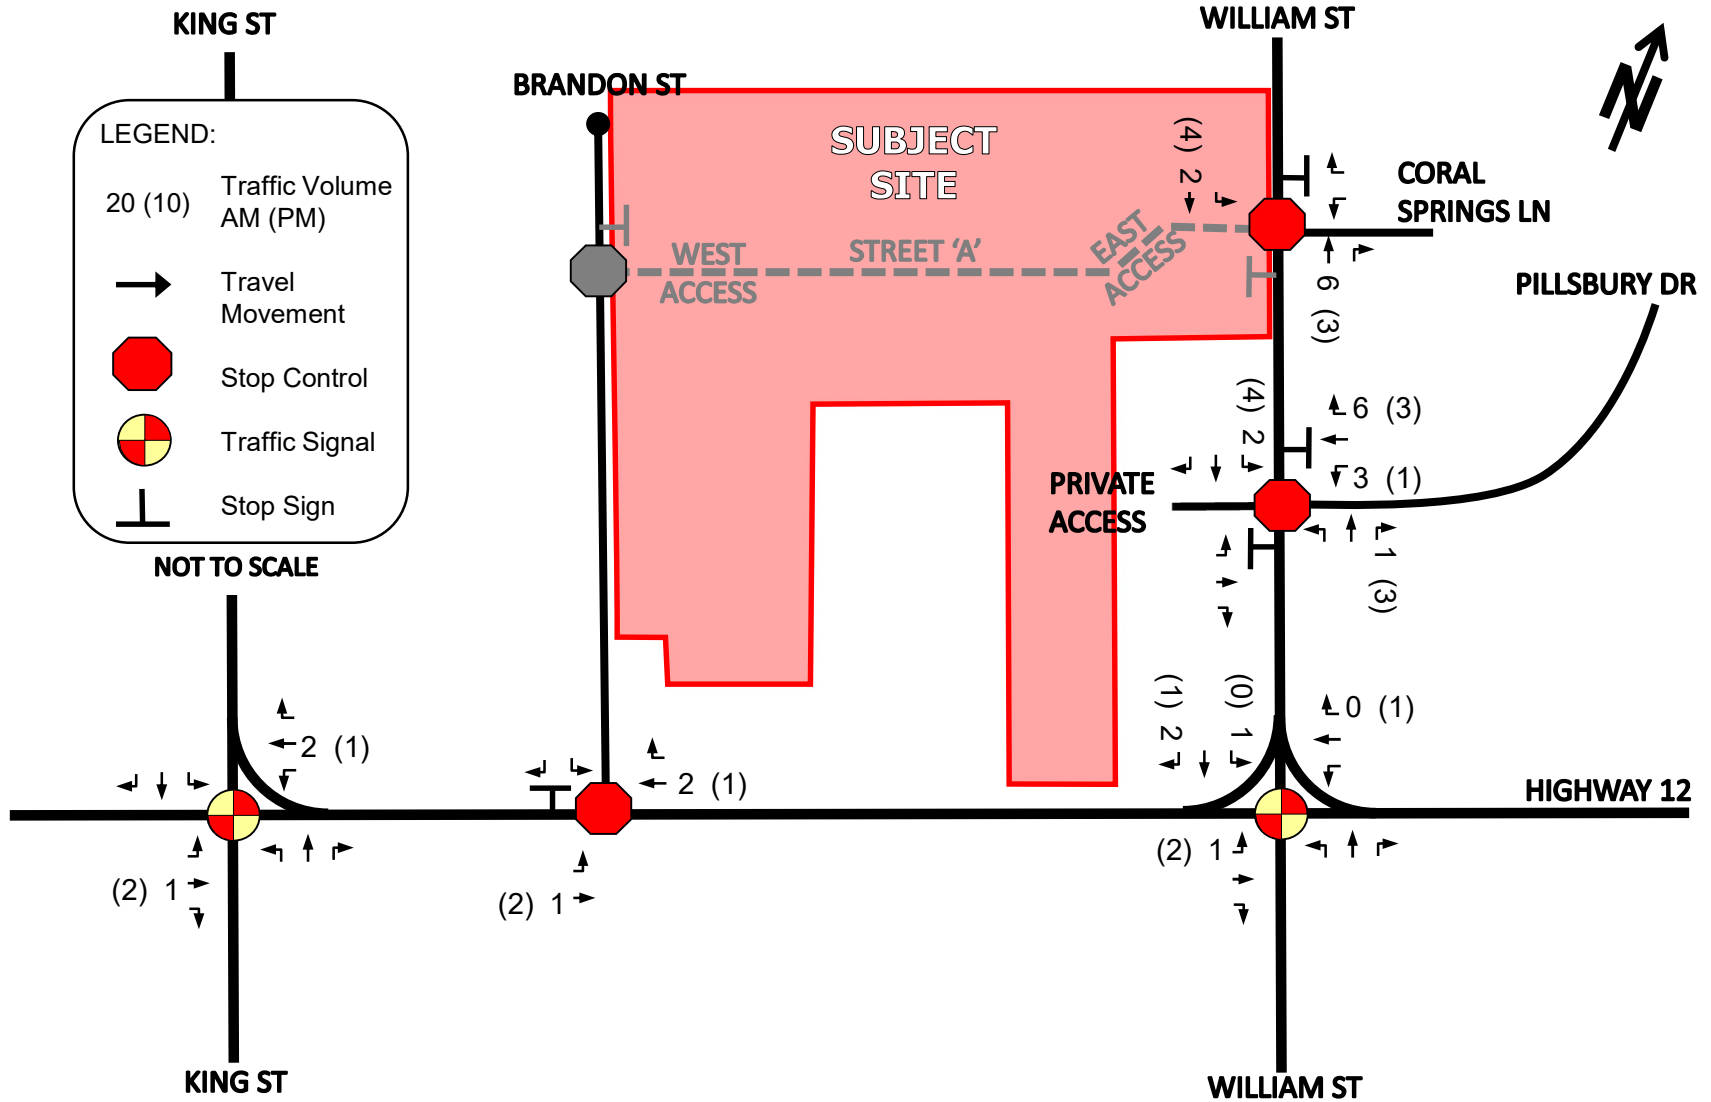 KING ST
WILLIAM ST
BRANDON ST
N
LEGEND:
20 (10)
Traffic Volume
AM (PM)
Travel
Movement
Stop Control
Traffic Signal
Stop Sign
NOT TO SCALE
SUBJECT
SITE
(4) 2
CORAL
SPRINGS LN
WEST
ACCESS
STREET ‘A’
EAST
ACCESS
6 (3)
PILLSBURY DR
(4) 2
6 (3)
3 (1)
PRIVATE
ACCESS
1 (3)
(1) 2
(0) 1
0 (1)
2 (1)
2 (1)
HIGHWAY 12
(2) 1
(2) 1
(2) 1
KING ST
WILLIAM ST